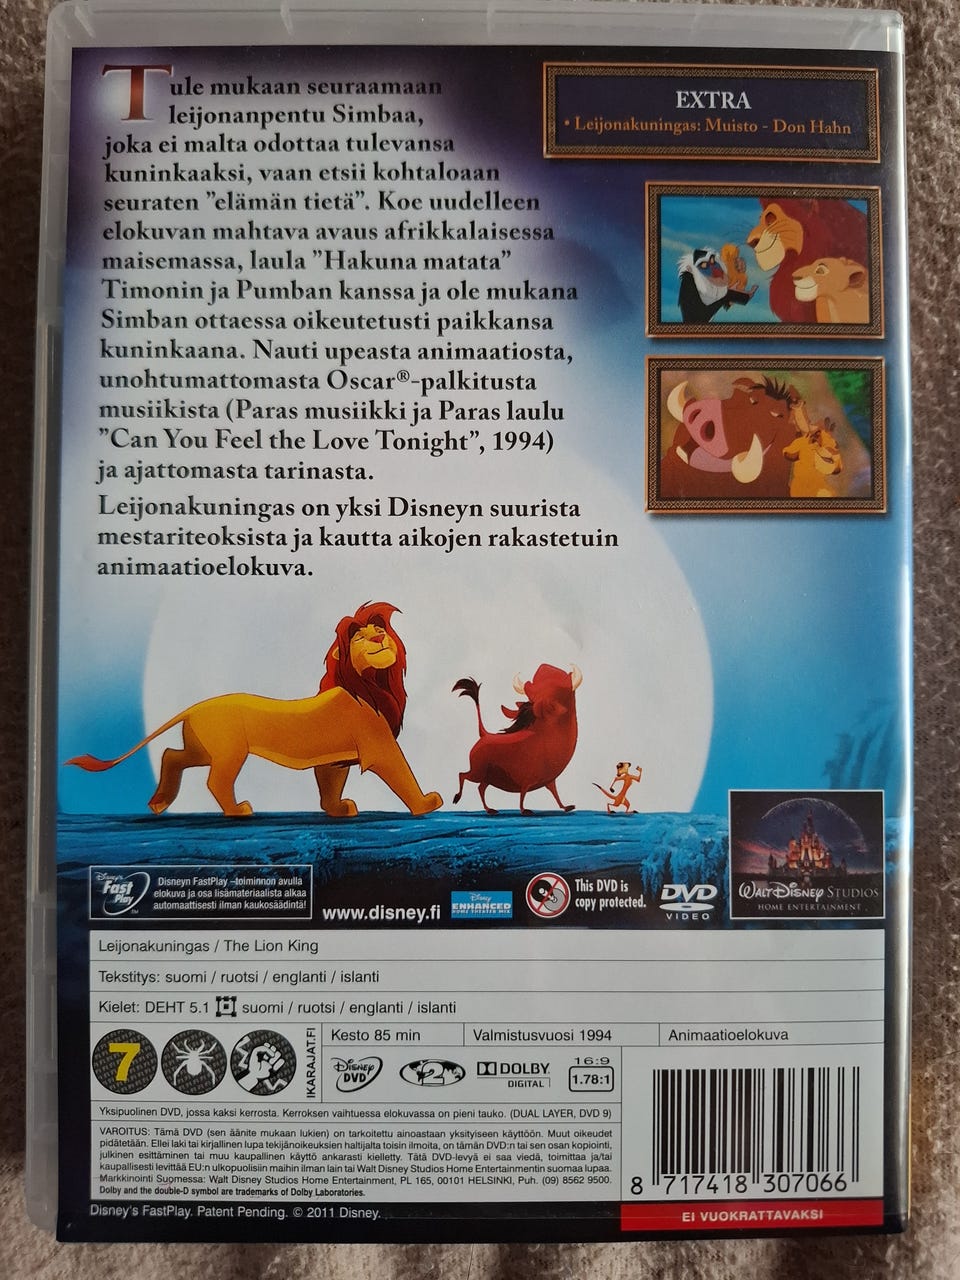 Tule mukaan seuraamaan
leijonanpentu Simbaa,
joka ei malta odottaa tulevansa
kuninkaaksi, vaan etsii kohtaloaan
seuraten ”elämän tietä”. Koe uudelleen
elokuvan mahtava avaus afrikkalaisessa
maisemassa, laula ”Hakuna matata”
Timonin ja Pumban kanssa ja ole mukana
Simban ottaessa oikeutetusti paikkansa
kuninkaana. Nauti upeasta animaatiosta,
unohtumattomasta Oscar®-palkitusta
musiikista (Paras musiikki ja Paras laulu
”Can You Feel the Love Tonight”, 1994)
ja ajattomasta tarinasta.
Leijonakuningas on yksi Disneyn suurista
mestariteoksista ja kautta aikojen rakastetuin
animaatioelokuva.
EXTRA
• Leijonakuningas: Muisto - Don Hahn
Disney's Fast Play™
Disneyn FastPlay –toiminnon avulla
elokuva ja osa lisämateriaalista alkaa
automaattisesti ilman kaukosäädintä!
www.disney.fi
Disney
ENHANCED
HOME THEATER MIX
This DVD is
copy protected.
DVD
VIDEO
WALT DISNEY STUDIOS
HOME ENTERTAINMENT
Leijonakuningas / The Lion King
Tekstitys: suomi / ruotsi / englanti / islanti
Kielet: DEHT 5.1 suomi / ruotsi / englanti / islanti
7
IKARAJAT.FI
Kesto 85 min
Valmistusvuosi 1994
Animaatioelokuva
Disney DVD
2
DOLBY
DIGITAL
16:9
1.78:1
Yksipuolinen DVD, jossa kaksi kerrosta. Kerroksen vaihtuessa elokuvassa on pieni tauko. (DUAL LAYER, DVD 9)
VAROITUS: Tämä DVD (sen äänite mukaan lukien) on tarkoitettu ainoastaan yksityiseen käyttöön. Muut oikeudet
pidätetään. Ellei laki tai kirjallinen lupa tekijänoikeuksien haltijalta toisin ilmoita, on tämän DVD:n tai sen osan kopiointi,
julkinen esittäminen tai muu kaupallinen käyttö ankarasti kielletty. Tätä DVD-levyä ei saa viedä, toimittaa ja/tai
kaupallisesti levittää EU:n ulkopuolisiin maihin ilman lain tai Walt Disney Studios Home Entertainmentin suomaa lupaa.
Markkinointi Suomessa: Walt Disney Studios Home Entertainment, PL 165, 00101 HELSINKI, Puh. (09) 8562 9500.
Dolby and the double-D symbol are trademarks of Dolby Laboratories.
8 717418 307066
Disney's FastPlay. Patent Pending. © 2011 Disney.
EI VUOKRATTAVAKSI